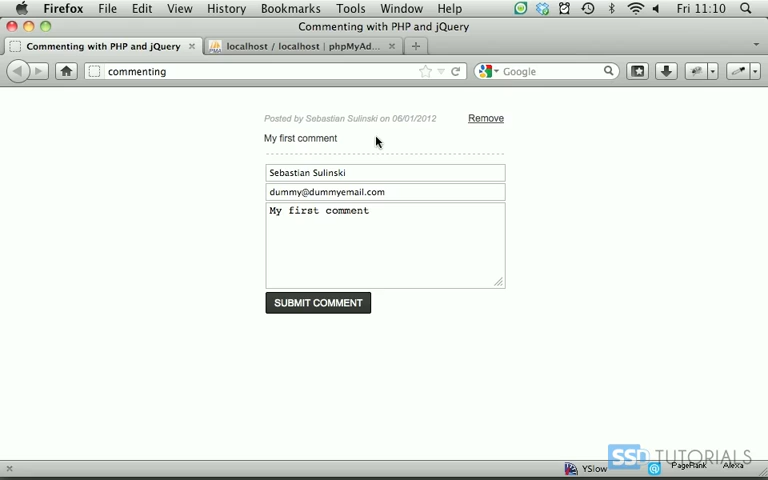 Firefox File Edit View History Bookmarks Tools Window Help Fri 11:10
Commenting with PHP and jQuery
Commenting with PHP and jQuery localhost / localhost | phpMyAd...
commenting Google
Posted by Sebastian Sulinski on 06/01/2012 Remove
My first comment
Sebastian Sulinski
dummy@dummyemail.com
My first comment
SUBMIT COMMENT
SSD TUTORIALS
YSlow PageRank Alexa